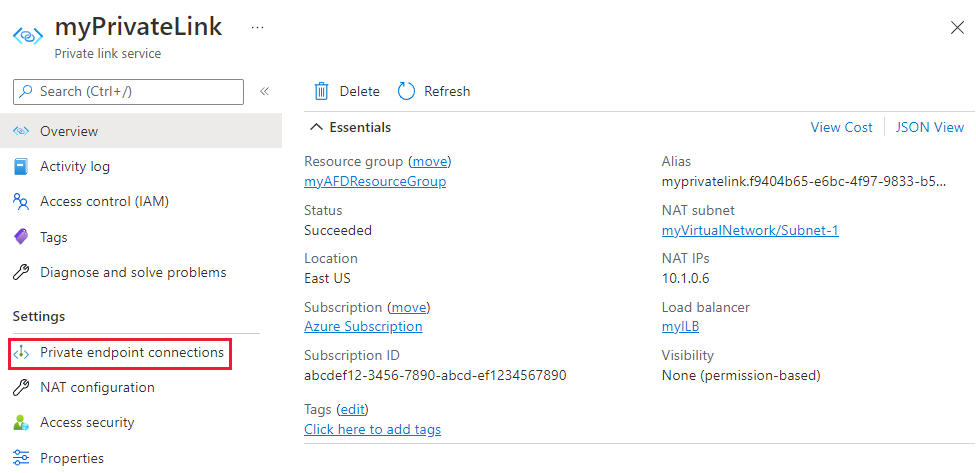 myPrivateLink ...
Private link service
Search (Ctrl+/)
«
Overview
Activity log
Access control (IAM)
Tags
Diagnose and solve problems
Settings
Private endpoint connections
NAT configuration
Access security
Properties
Delete Refresh
Essentials View Cost JSON View
Resource group (move)
myAFDResourceGroup
Status
Succeeded
Location
East US
Subscription (move)
Azure Subscription
Subscription ID
abcdef12-3456-7890-abcd-ef1234567890
Tags (edit)
Click here to add tags
Alias
myprivatelink.f9404b65-e6bc-4f97-9833-b5...
NAT subnet
myVirtualNetwork/Subnet-1
NAT IPs
10.1.0.6
Load balancer
myILB
Visibility
None (permission-based)